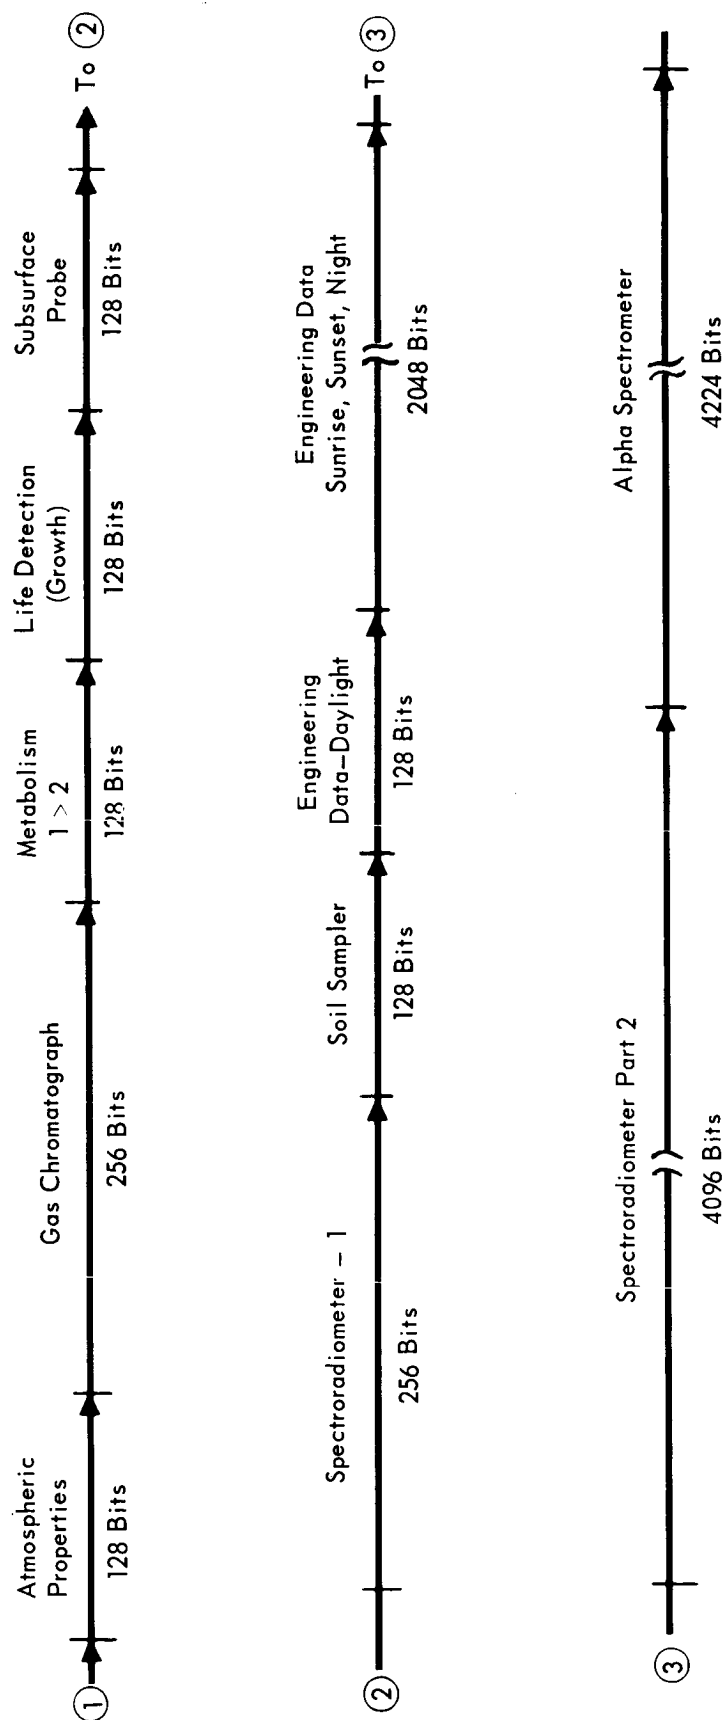 1
Atmospheric
Properties
128 Bits
Gas Chromatograph
256 Bits
Metabolism
1 > 2
128 Bits
Life Detection
(Growth)
128 Bits
Subsurface
Probe
128 Bits
To 2
2
Spectroradiometer – 1
256 Bits
Soil Sampler
128 Bits
Engineering
Data–Daylight
128 Bits
Engineering Data
Sunrise, Sunset, Night
2048 Bits
To 3
3
Spectroradiometer Part 2
4096 Bits
Alpha Spectrometer
4224 Bits